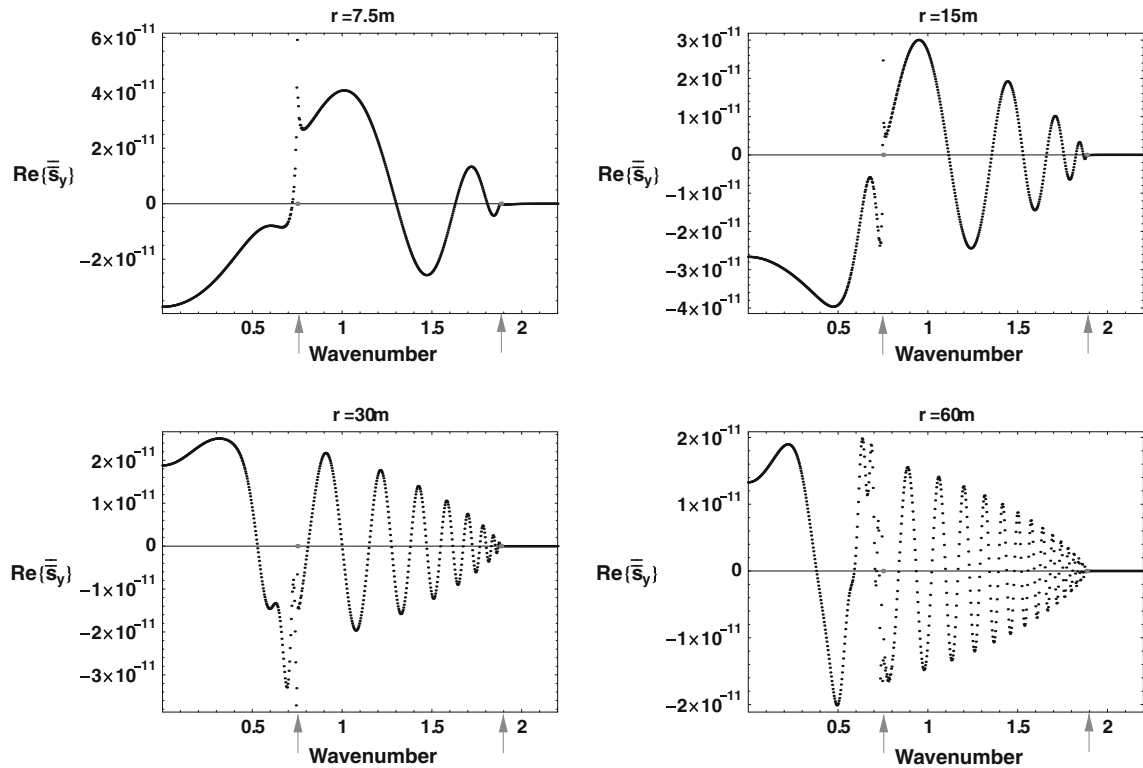 r =7.5m
6×10⁻¹¹
4×10⁻¹¹
2×10⁻¹¹
0
−2×10⁻¹¹
Re{s̿y}
0.5 1 1.5 2
Wavenumber
r =15m
3×10⁻¹¹
2×10⁻¹¹
1×10⁻¹¹
0
−1×10⁻¹¹
−2×10⁻¹¹
−3×10⁻¹¹
−4×10⁻¹¹
Re{s̿y}
0.5 1 1.5 2
Wavenumber
r =30m
2×10⁻¹¹
1×10⁻¹¹
0
−1×10⁻¹¹
−2×10⁻¹¹
−3×10⁻¹¹
Re{s̿y}
0.5 1 1.5 2
Wavenumber
r =60m
2×10⁻¹¹
1×10⁻¹¹
0
−1×10⁻¹¹
−2×10⁻¹¹
Re{s̿y}
0.5 1 1.5 2
Wavenumber